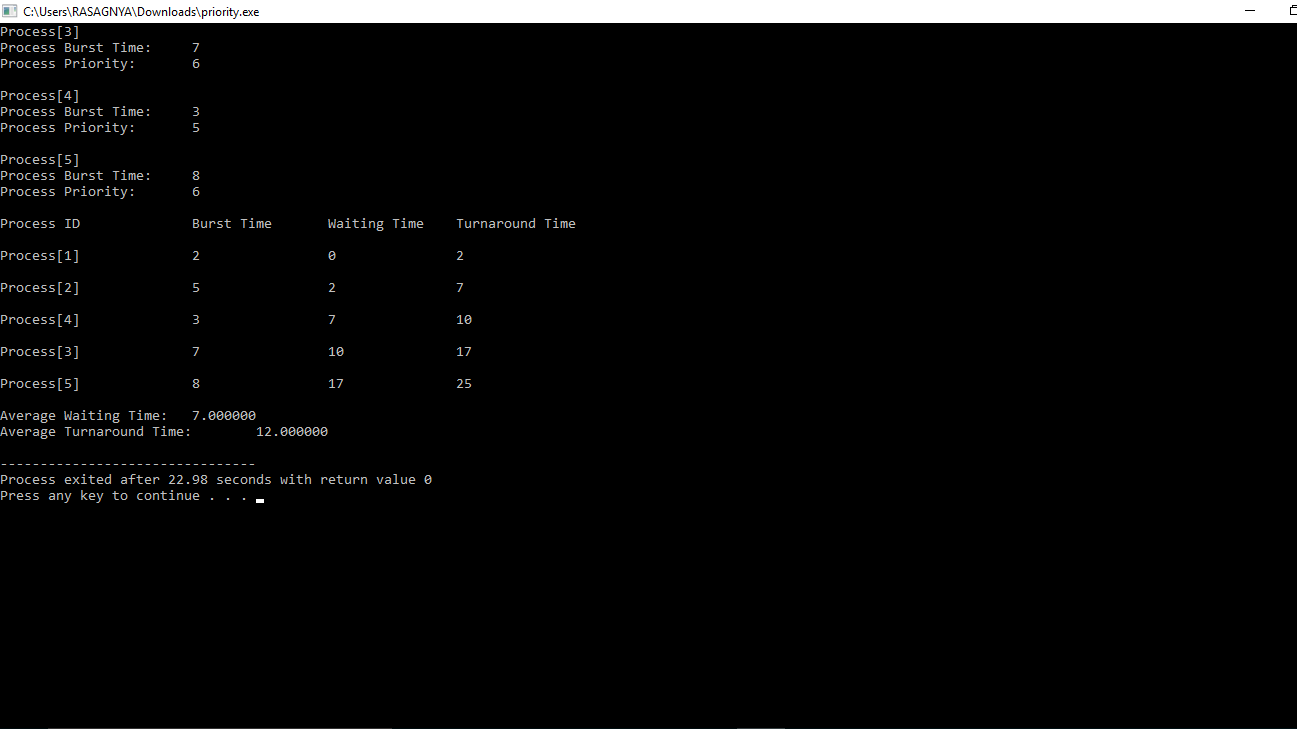 C:\Users\RASAGNYA\Downloads\priority.exe
Process[3]
Process Burst Time:     7
Process Priority:       6
Process[4]
Process Burst Time:     3
Process Priority:       5
Process[5]
Process Burst Time:     8
Process Priority:       6
Process ID              Burst Time       Waiting Time    Turnaround Time
Process[1]              2                0               2
Process[2]              5                2               7
Process[4]              3                7               10
Process[3]              7                10              17
Process[5]              8                17              25
Average Waiting Time:   7.000000
Average Turnaround Time:        12.000000
--------------------------------
Process exited after 22.98 seconds with return value 0
Press any key to continue . . .